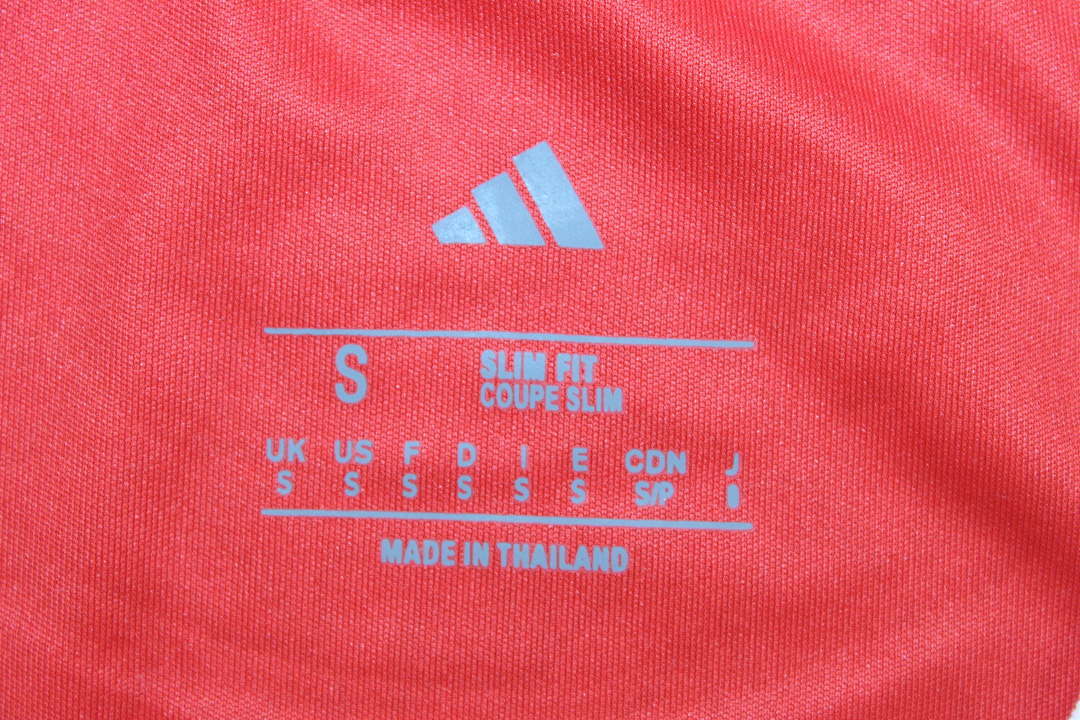 S
SLIM FIT
COUPE SLIM
UK US F D I E CDN J
S S S S S S S/P
MADE IN THAILAND